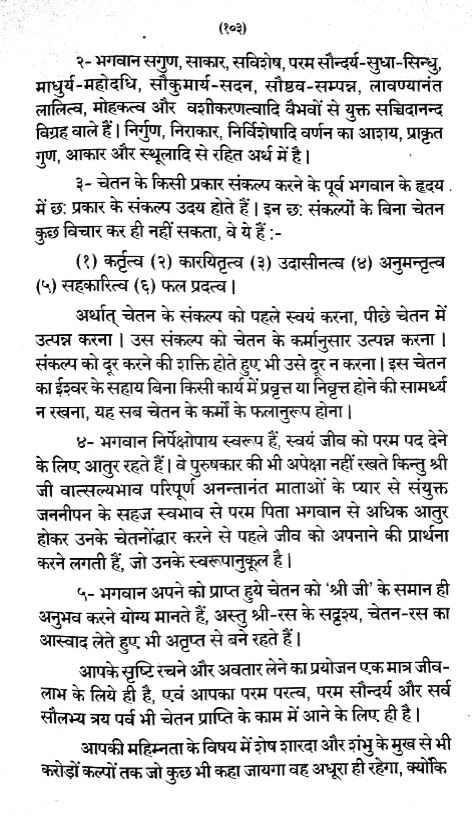 (१०३)
२- भगवान सगुण, साकार, सविशेष, परम सौन्दर्य-सुधा-सिन्धु,
माधुर्य-महोदधि, सौकुमार्य-सदन, सौष्ठव-सम्पन्न, लावण्यानंत
लालित्व, मोहकत्व और वशीकरणत्वादि वैभवों से युक्त सच्चिदानन्द
विग्रह वाले हैं। निर्गुण, निराकार, निर्विशेषादि वर्णन का आशय, प्राकृत
गुण, आकार और स्थूलादि से रहित अर्थ में है।
३- चेतन के किसी प्रकार संकल्प करने के पूर्व भगवान के हृदय
में छ: प्रकार के संकल्प उदय होते हैं। इन छ: संकल्पों के बिना चेतन
कुछ विचार कर ही नहीं सकता, वे ये हैं :-
(१) कर्तृत्व (२) कारयितृत्व (३) उदासीनत्व (४) अनुमन्तृत्व
(५) सहकारित्व (६) फल प्रदत्व।
अर्थात् चेतन के संकल्प को पहले स्वयं करना, पीछे चेतन में
उत्पन्न करना। उस संकल्प को चेतन के कर्मानुसार उत्पन्न करना।
संकल्प को दूर करने की शक्ति होते हुए भी उसे दूर न करना। इस चेतन
का ईश्वर के सहाय बिना किसी कार्य में प्रवृत्त या निवृत्त होने की सामर्थ्य
न रखना, यह सब चेतन के कर्मों के फलानुरूप होना।
४- भगवान निर्पेक्षोपाय स्वरूप हैं, स्वयं जीव को परम पद देने
के लिए आतुर रहते हैं। वे पुरुषकार की भी अपेक्षा नहीं रखते किन्तु श्री
जी वात्सल्यभाव परिपूर्ण अनन्तानंत माताओं के प्यार से संयुक्त
जननीपन के सहज स्वभाव से परम पिता भगवान से अधिक आतुर
होकर उनके चेतनोंद्धार करने से पहले जीव को अपनाने की प्रार्थना
करने लगती हैं, जो उनके स्वरूपानुकूल है।
५- भगवान अपने को प्राप्त हुये चेतन को ‘श्री जी’ के समान ही
अनुभव करने योग्य मानते हैं, अस्तु श्री-रस के सद्दृश्य, चेतन-रस का
आस्वाद लेते हुए भी अतृप्त से बने रहते हैं।
आपके सृष्टि रचने और अवतार लेने का प्रयोजन एक मात्र जीव-
लाभ के लिये ही है, एवं आपका परम परत्व, परम सौन्दर्य और सर्व
सौलभ्य त्रय पर्व भी चेतन प्राप्ति के काम में आने के लिए ही है।
आपकी महिम्नता के विषय में शेष शारदा और शंभु के मुख से भी
करोड़ों कल्पों तक जो कुछ भी कहा जायगा वह अधूरा ही रहेगा, क्योंकि